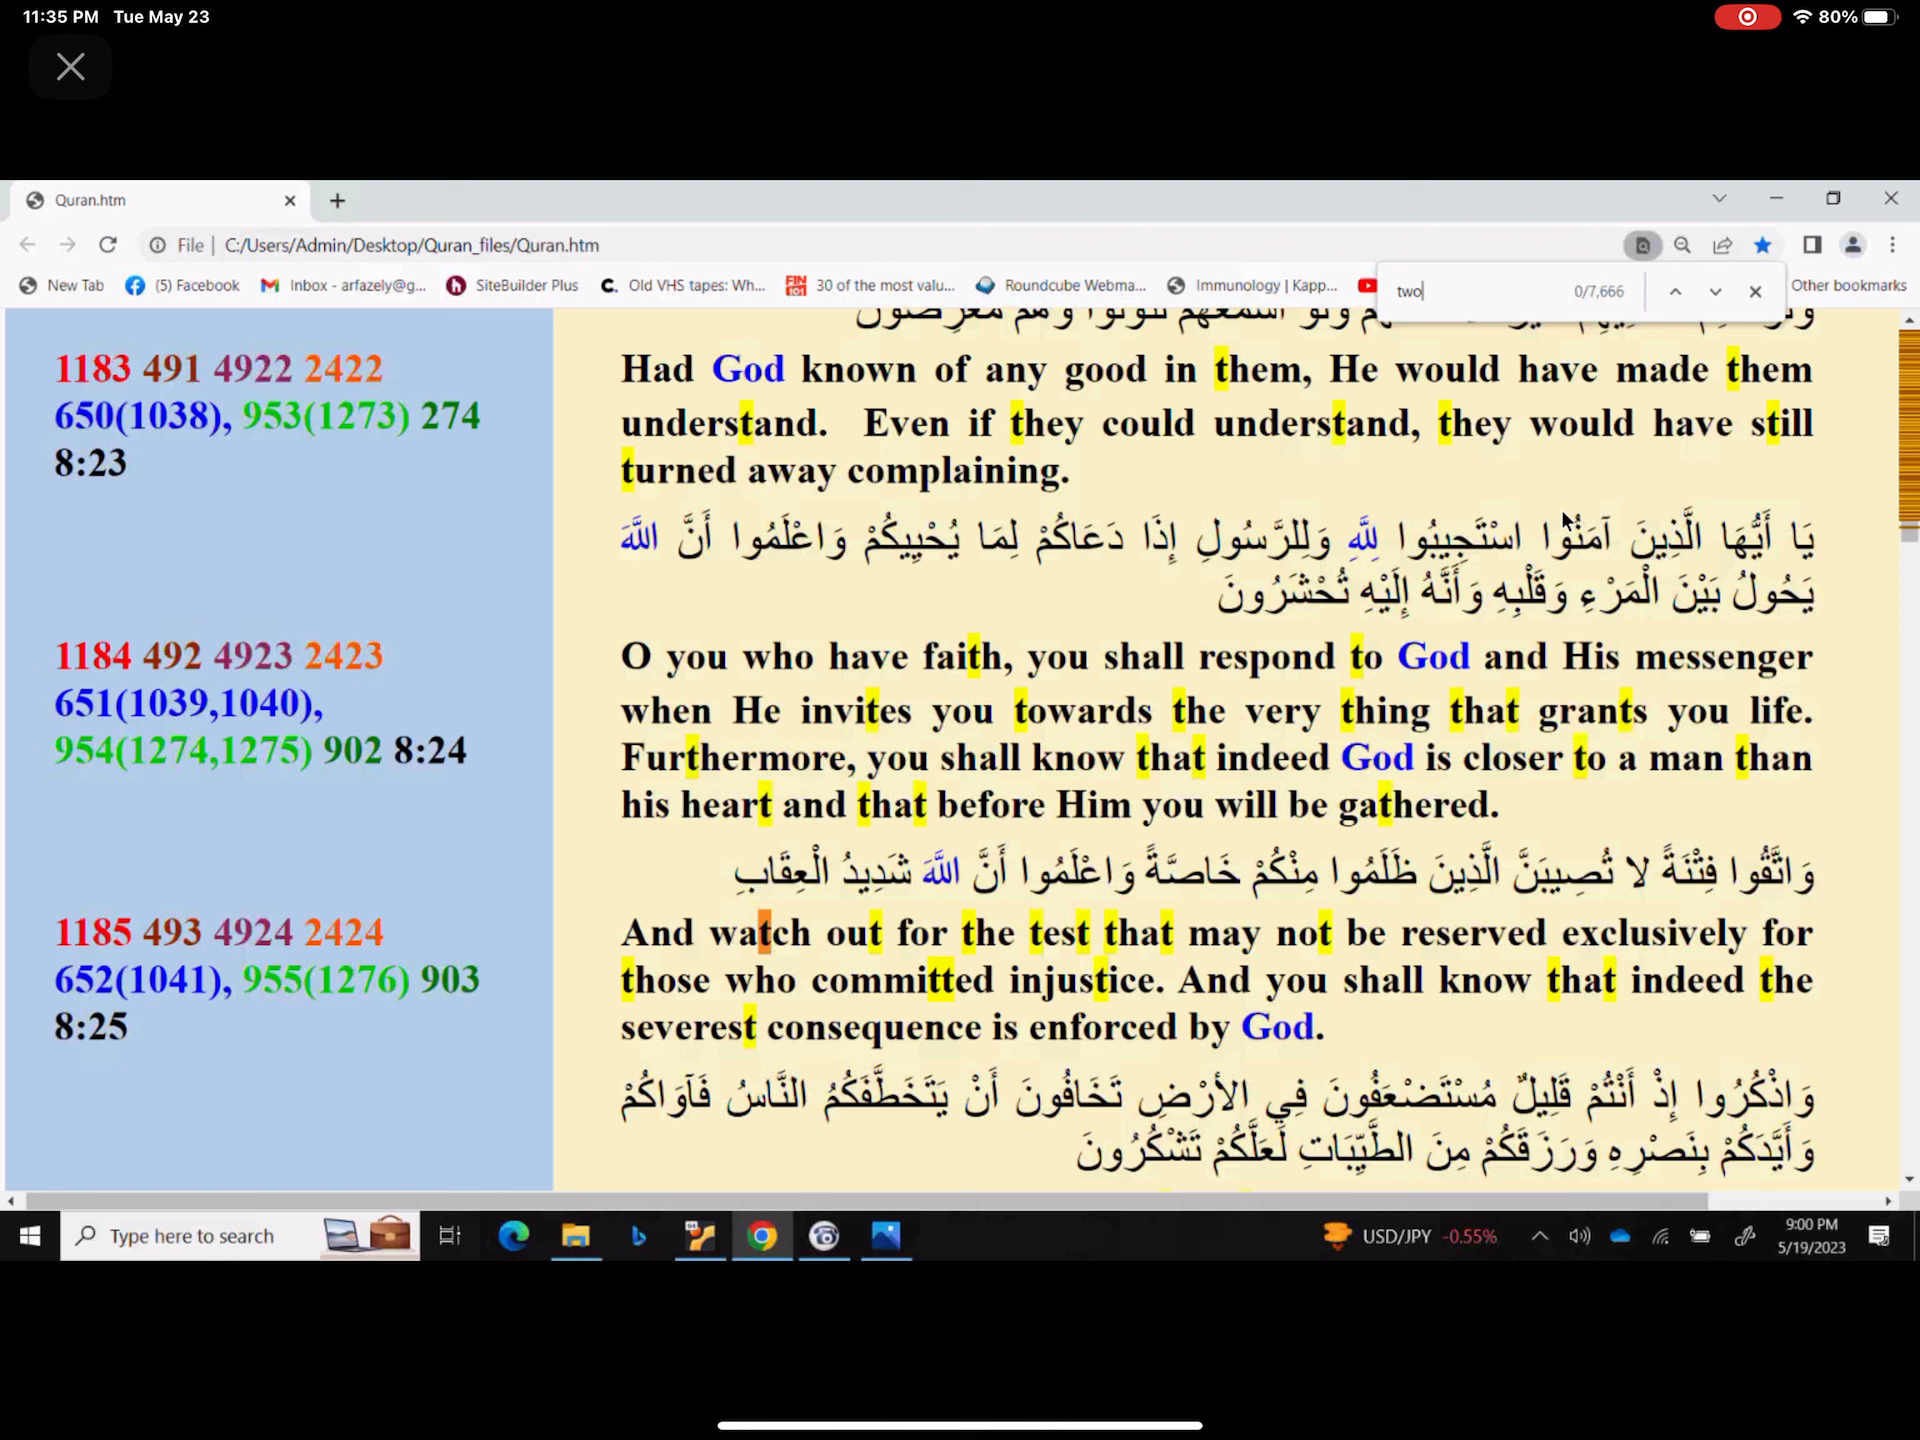 11:35 PM Tue May 23
80%
Quran.htm
File | C:/Users/Admin/Desktop/Quran_files/Quran.htm
New Tab (5) Facebook Inbox - arfazely@g... SiteBuilder Plus Old VHS tapes: Wh... FIN 101 30 of the most valu... Roundcube Webma... Immunology | Kapp... Other bookmarks
two 0/7,666
1183 491 4922 2422
650(1038), 953(1273) 274
8:23
Had God known of any good in them, He would have made them
understand. Even if they could understand, they would have still
turned away complaining.
يَا أَيُّهَا الَّذِينَ آمَنُوا اسْتَجِيبُوا لِلَّهِ وَلِلرَّسُولِ إِذَا دَعَاكُمْ لِمَا يُحْيِيكُمْ وَاعْلَمُوا أَنَّ اللَّهَ
يَحُولُ بَيْنَ الْمَرْءِ وَقَلْبِهِ وَأَنَّهُ إِلَيْهِ تُحْشَرُونَ
1184 492 4923 2423
651(1039,1040),
954(1274,1275) 902 8:24
O you who have faith, you shall respond to God and His messenger
when He invites you towards the very thing that grants you life.
Furthermore, you shall know that indeed God is closer to a man than
his heart and that before Him you will be gathered.
وَاتَّقُوا فِتْنَةً لا تُصِيبَنَّ الَّذِينَ ظَلَمُوا مِنْكُمْ خَاصَّةً وَاعْلَمُوا أَنَّ اللَّهَ شَدِيدُ الْعِقَابِ
1185 493 4924 2424
652(1041), 955(1276) 903
8:25
And watch out for the test that may not be reserved exclusively for
those who committed injustice. And you shall know that indeed the
severest consequence is enforced by God.
وَاذْكُرُوا إِذْ أَنْتُمْ قَلِيلٌ مُسْتَضْعَفُونَ فِي الأرْضِ تَخَافُونَ أَنْ يَتَخَطَّفَكُمُ النَّاسُ فَآوَاكُمْ
وَأَيَّدَكُمْ بِنَصْرِهِ وَرَزَقَكُمْ مِنَ الطَّيِّبَاتِ لَعَلَّكُمْ تَشْكُرُونَ
Type here to search
USD/JPY -0.55%
9:00 PM
5/19/2023